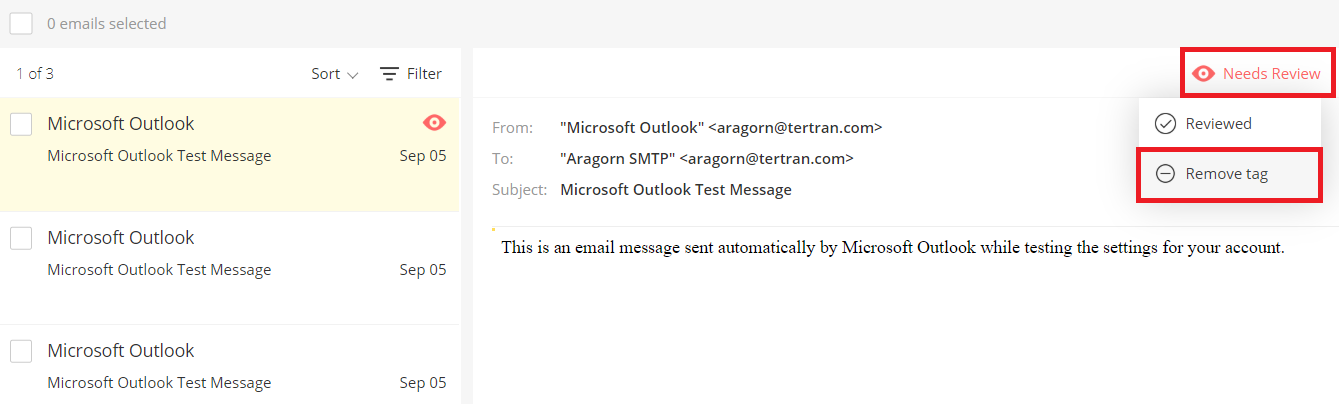 0 emails selected
1 of 3
Sort
Filter
Microsoft Outlook
Microsoft Outlook Test Message
Sep 05
Microsoft Outlook
Microsoft Outlook Test Message
Sep 05
Microsoft Outlook
Microsoft Outlook Test Message
Sep 05
Needs Review
Reviewed
Remove tag
From: "Microsoft Outlook" <aragorn@tertran.com>
To: "Aragorn SMTP" <aragorn@tertran.com>
Subject: Microsoft Outlook Test Message
This is an email message sent automatically by Microsoft Outlook while testing the settings for your account.